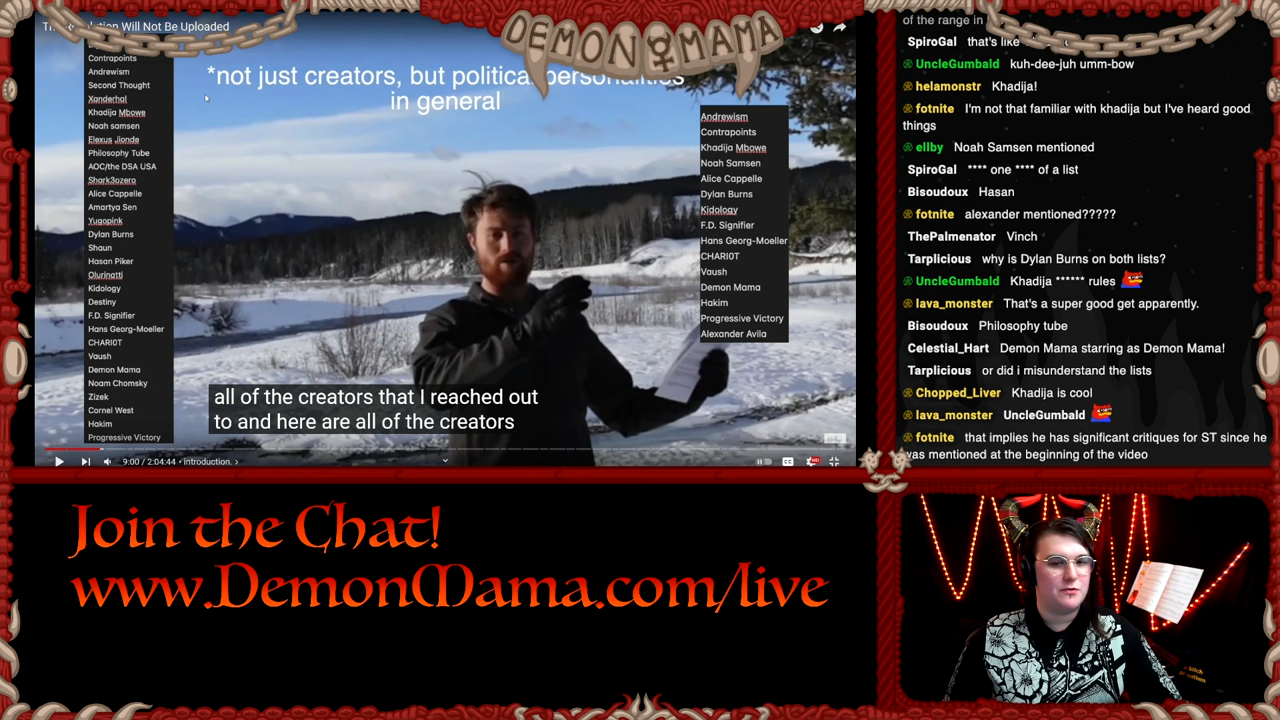 Th
ution Will Not Be Uploaded
DEMON MAMA
*not just creators, but political personalities
in general
Contrapoints
Andrewism
Second Thought
Xanderhal
Khadija Mbowe
Noah samsen
Elexus Jionde
Philosophy Tube
AOC/the DSA USA
Shark3ozero
Alice Cappelle
Amartya Sen
Yugopnik
Dylan Burns
Shaun
Hasan Piker
Olurinatti
Kidology
Destiny
F.D. Signifier
Hans Georg-Moeller
CHARI0T
Vaush
Demon Mama
Noam Chomsky
Zizek
Cornel West
Hakim
Progressive Victory
Andrewism
Contrapoints
Khadija Mbowe
Noah Samsen
Alice Cappelle
Dylan Burns
Kidology
F.D. Signifier
Hans Georg-Moeller
CHARI0T
Vaush
Demon Mama
Hakim
Progressive Victory
Alexander Avila
all of the creators that I reached out
to and here are all of the creators
9:00 / 2:04:44 • Introduction. >
HD
of the range in
SpiroGal that's like
UncleGumbald kuh-dee-juh umm-bow
helamonstr Khadija!
fotnite I'm not that familiar with khadija but I've heard good
things
ellby Noah Samsen mentioned
SpiroGal **** one **** of a list
Bisoudoux Hasan
fotnite alexander mentioned?????
ThePalmenator Vinch
Tarplicious why is Dylan Burns on both lists?
UncleGumbald Khadija ****** rules
lava_monster That's a super good get apparently.
Bisoudoux Philosophy tube
Celestial_Hart Demon Mama starring as Demon Mama!
Tarplicious or did i misunderstand the lists
Chopped_Liver Khadija is cool
lava_monster UncleGumbald
fotnite that implies he has significant critiques for ST since he
was mentioned at the beginning of the video
Join the Chat!
www.DemonMama.com/live